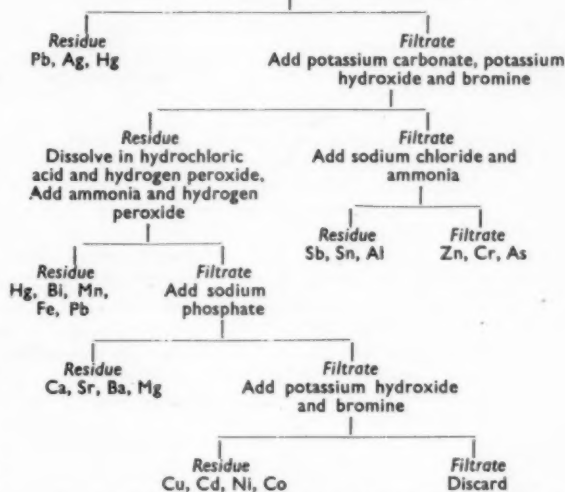 Residue
Pb, Ag, Hg
Filtrate
Add potassium carbonate, potassium
hydroxide and bromine
Residue
Dissolve in hydrochloric
acid and hydrogen peroxide,
Add ammonia and hydrogen
peroxide
Filtrate
Add sodium chloride and
ammonia
Residue
Sb, Sn, Al
Filtrate
Zn, Cr, As
Residue
Hg, Bi, Mn,
Fe, Pb
Filtrate
Add sodium
phosphate
Residue
Ca, Sr, Ba, Mg
Filtrate
Add potassium hydroxide
and bromine
Residue
Cu, Cd, Ni, Co
Filtrate
Discard